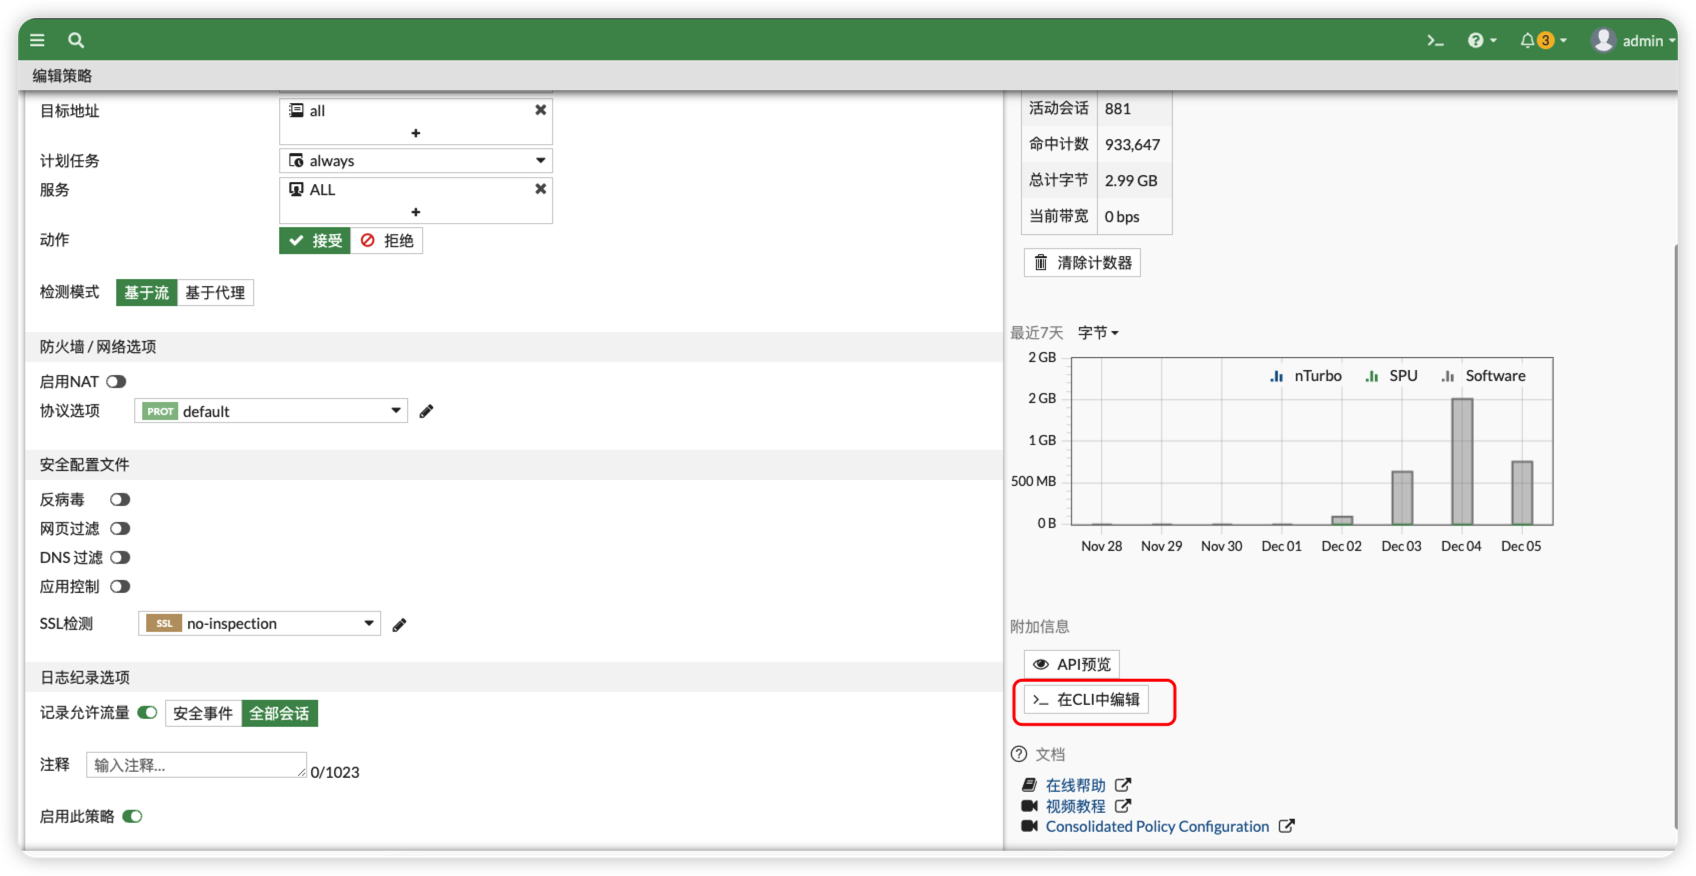 3
admin
编辑策略
目标地址
all
+
计划任务
always
服务
ALL
+
动作
接受
拒绝
检测模式
基于流
基于代理
防火墙 / 网络选项
启用NAT
协议选项
PROT default
安全配置文件
反病毒
网页过滤
DNS 过滤
应用控制
SSL检测
SSL no-inspection
日志纪录选项
记录允许流量
安全事件
全部会话
注释
输入注释...
0/1023
启用此策略
活动会话 881
命中计数 933,647
总计字节 2.99 GB
当前带宽 0 bps
清除计数器
最近7天 字节
nTurbo SPU Software
2 GB
2 GB
1 GB
500 MB
0 B
Nov 28 Nov 29 Nov 30 Dec 01 Dec 02 Dec 03 Dec 04 Dec 05
附加信息
API预览
>_ 在CLI中编辑
文档
在线帮助
视频教程
Consolidated Policy Configuration